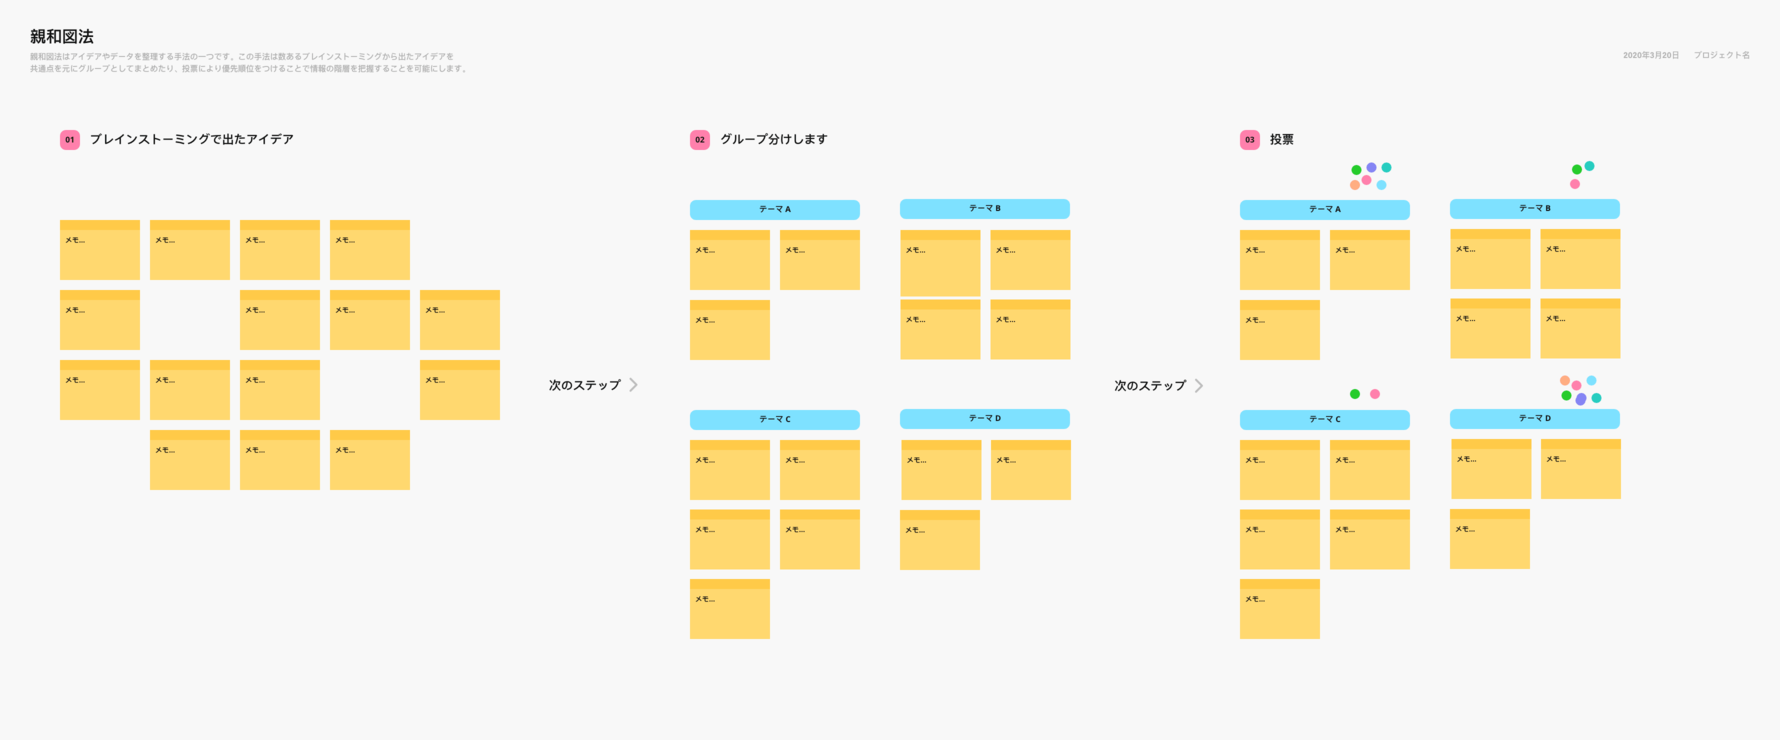 親和図法
親和図法はアイデアやデータを整理する手法の一つです。この手法は数あるブレインストーミングから出たアイデアを
共通点を元にグループとしてまとめたり、投票により優先順位をつけることで情報の階層を把握することを可能にします。
2020年3月20日 プロジェクト名
01 ブレインストーミングで出たアイデア
メモ... メモ... メモ... メモ...
メモ... メモ... メモ... メモ...
メモ... メモ... メモ... メモ...
メモ... メモ... メモ...
次のステップ
02 グループ分けします
テーマ A
メモ... メモ...
メモ...
テーマ B
メモ... メモ...
メモ... メモ...
テーマ C
メモ... メモ...
メモ... メモ...
メモ...
テーマ D
メモ... メモ...
メモ...
次のステップ
03 投票
テーマ A
メモ... メモ...
メモ...
テーマ B
メモ... メモ...
メモ... メモ...
テーマ C
メモ... メモ...
メモ... メモ...
メモ...
テーマ D
メモ... メモ...
メモ...